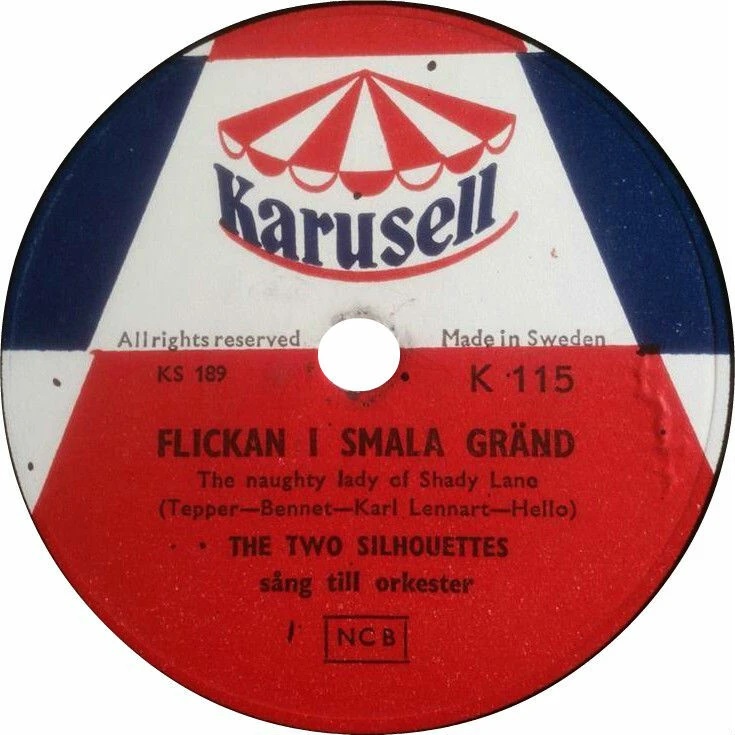 Karusell
All rights reserved
Made in Sweden
KS 189
K 115
FLICKAN I SMALA GRÄND
The naughty lady of Shady Lane
(Tepper—Bennet—Karl Lennart—Hello)
THE TWO SILHOUETTES
sång till orkester
NCB